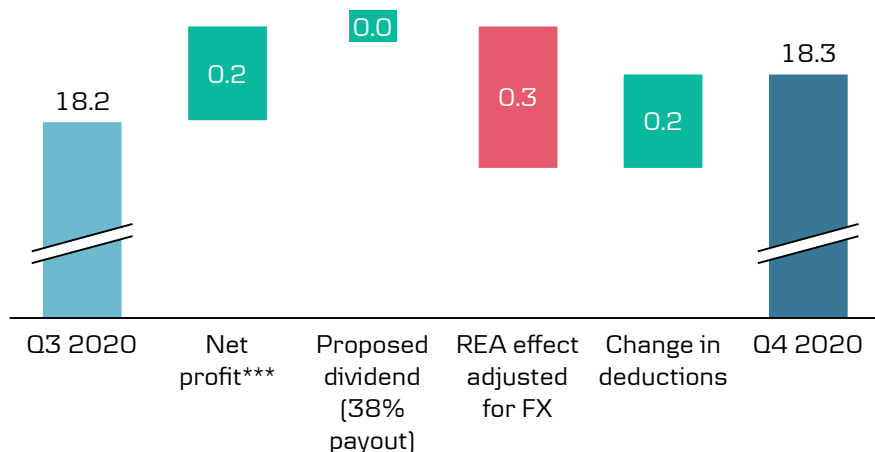 0.0
18.2
0.2
0.3
0.2
18.3
Q3 2020
Net
profit***
Proposed
dividend
(38%
payout)
REA effect
adjusted
for FX
Change in
deductions
Q4 2020